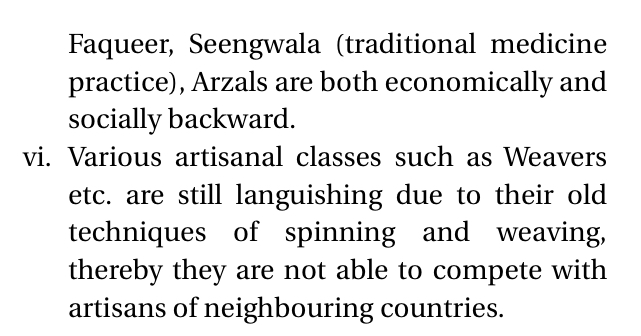 Faqueer, Seengwala (traditional medicine
practice), Arzals are both economically and
socially backward.
vi. Various artisanal classes such as Weavers
etc. are still languishing due to their old
techniques of spinning and weaving,
thereby they are not able to compete with
artisans of neighbouring countries.